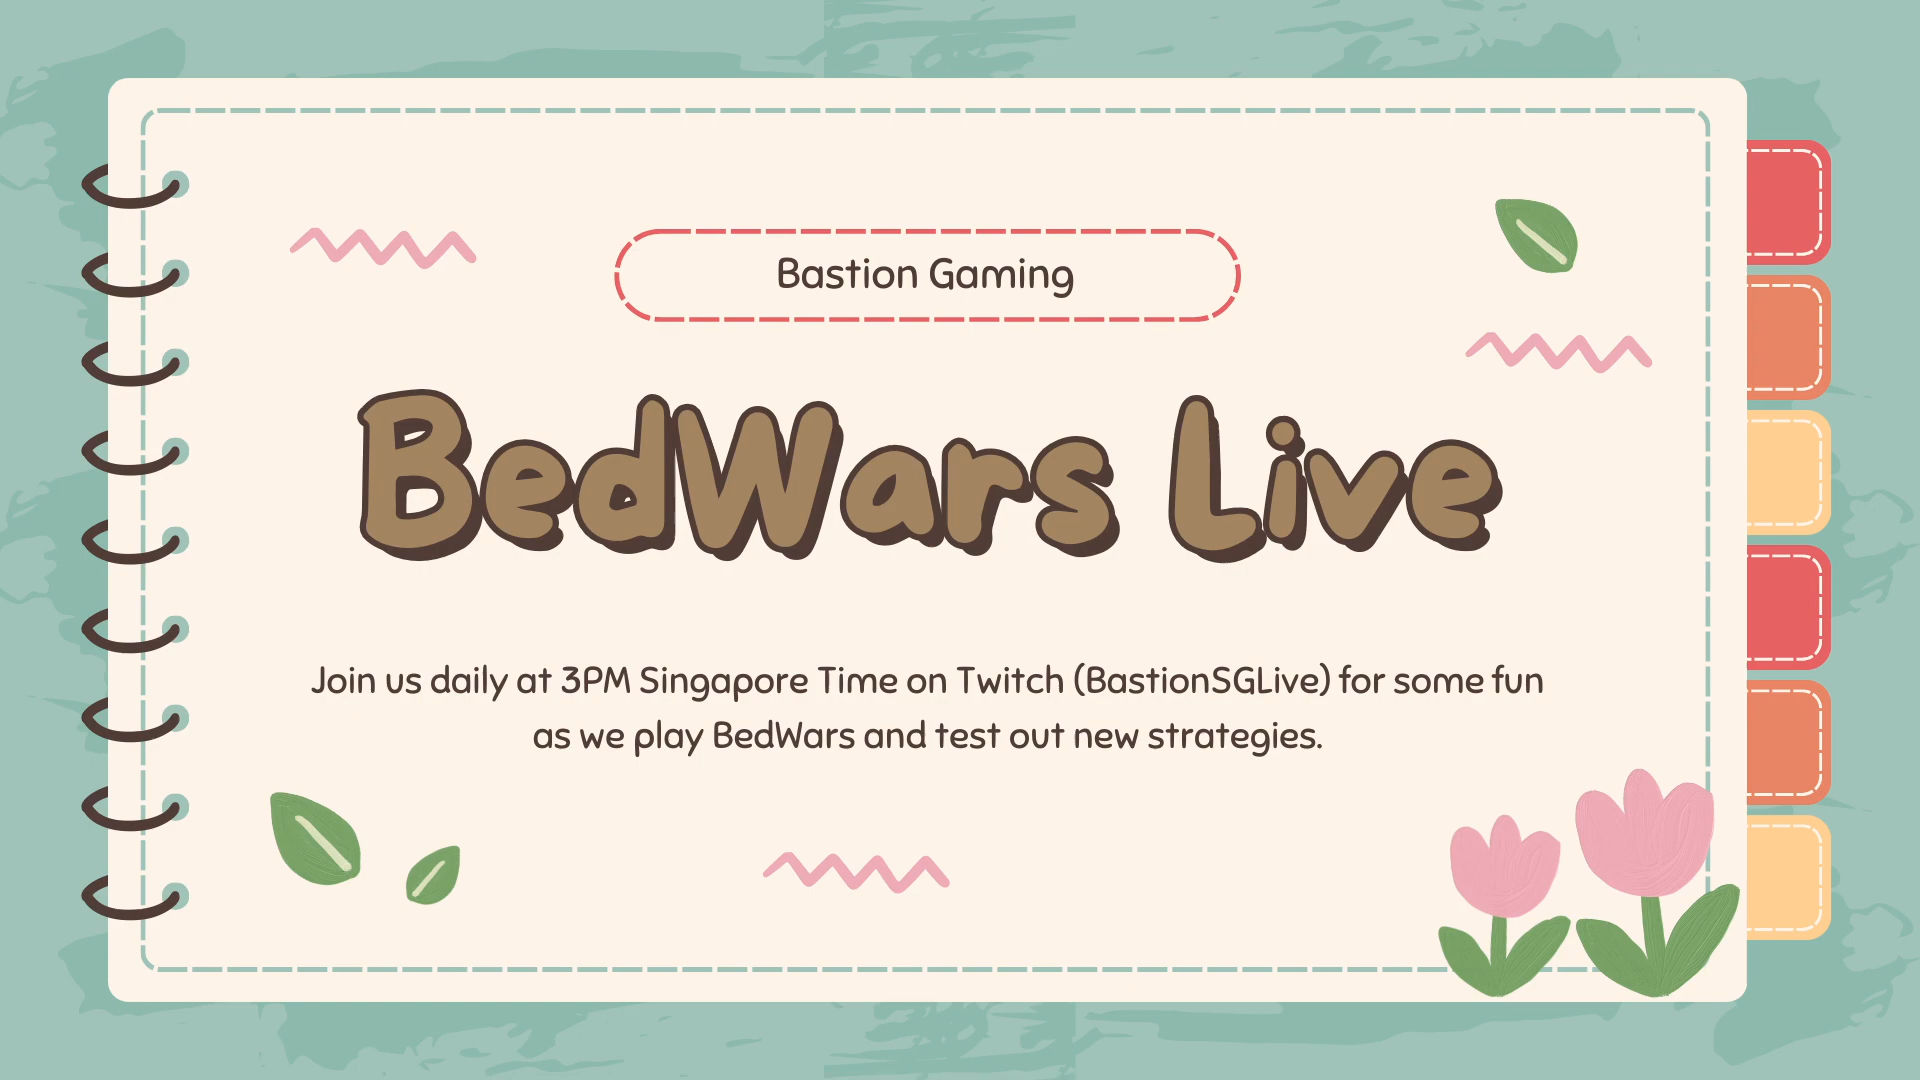 Bastion Gaming
BedWars Live
Join us daily at 3PM Singapore Time on Twitch (BastionSGLive) for some fun
as we play BedWars and test out new strategies.